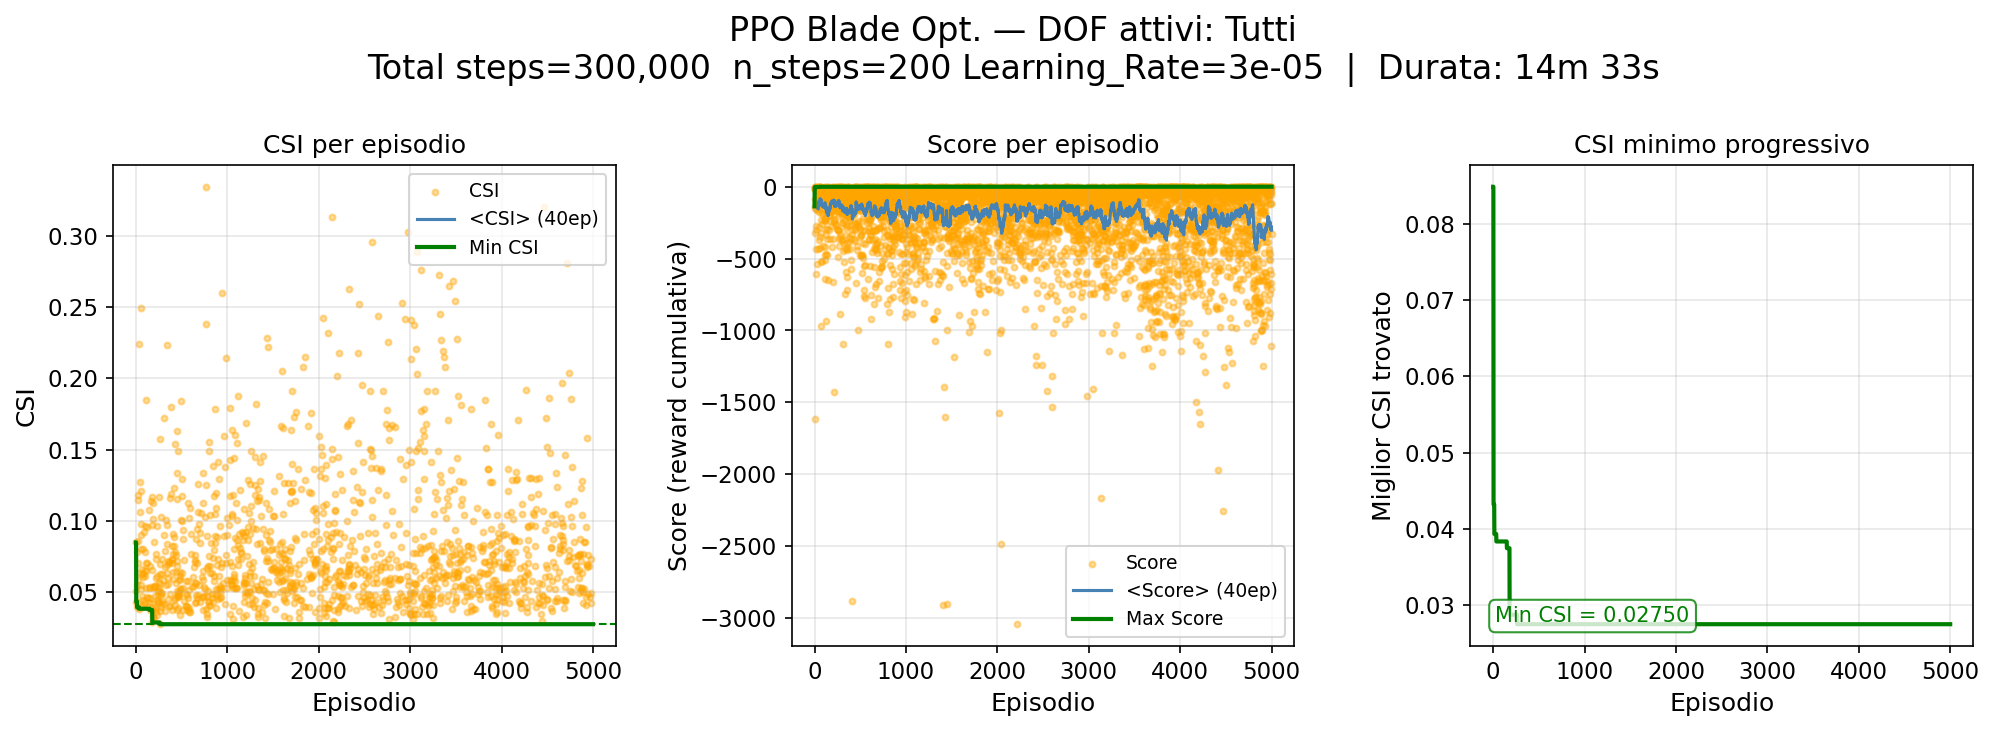 PPO Blade Opt. — DOF attivi: Tutti
Total steps=300,000  n_steps=200 Learning_Rate=3e-05  |  Durata: 14m 33s
CSI per episodio
CSI
0.30
0.25
0.20
0.15
0.10
0.05
0 1000 2000 3000 4000 5000
Episodio
CSI
<CSI> (40ep)
Min CSI
Score per episodio
Score (reward cumulativa)
0
−500
−1000
−1500
−2000
−2500
−3000
0 1000 2000 3000 4000 5000
Episodio
Score
<Score> (40ep)
Max Score
CSI minimo progressivo
Miglior CSI trovato
0.08
0.07
0.06
0.05
0.04
0.03
Min CSI = 0.02750
0 1000 2000 3000 4000 5000
Episodio